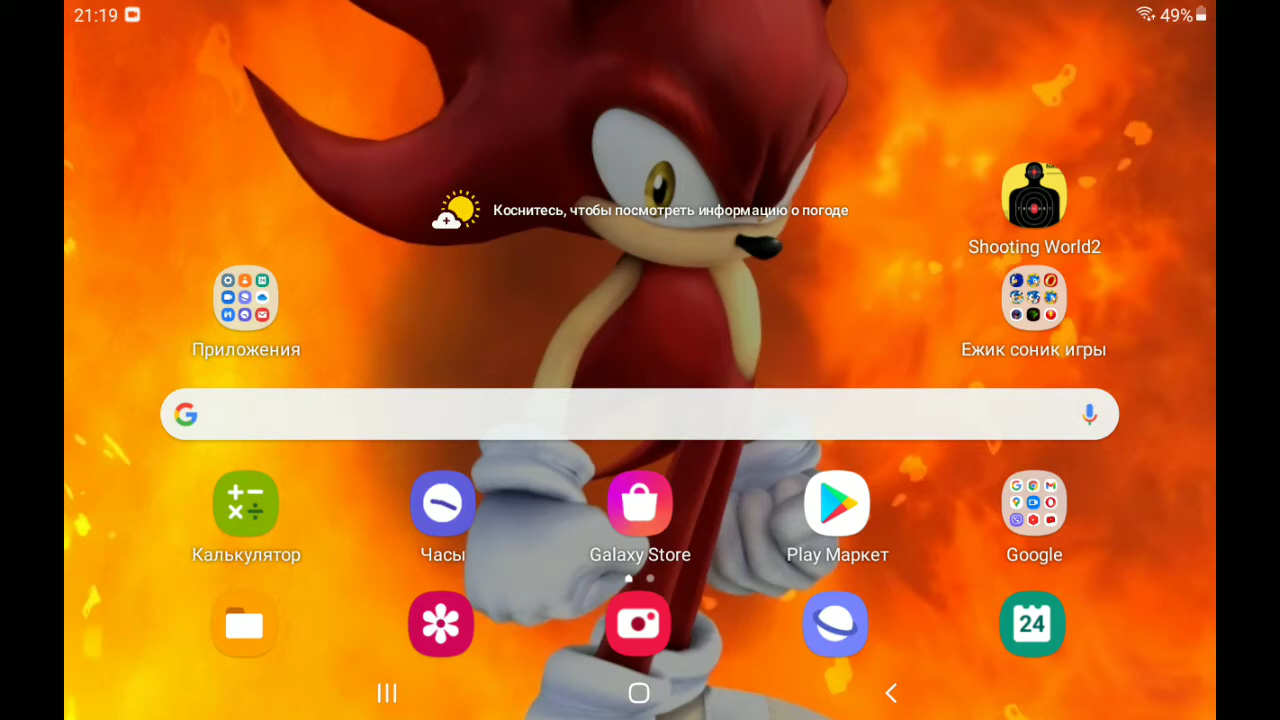 21:19
49%
Коснитесь, чтобы посмотреть информацию о погоде
Shooting World2
Приложения
Ежик соник игры
Калькулятор
Часы
Galaxy Store
Play Маркет
Google
24